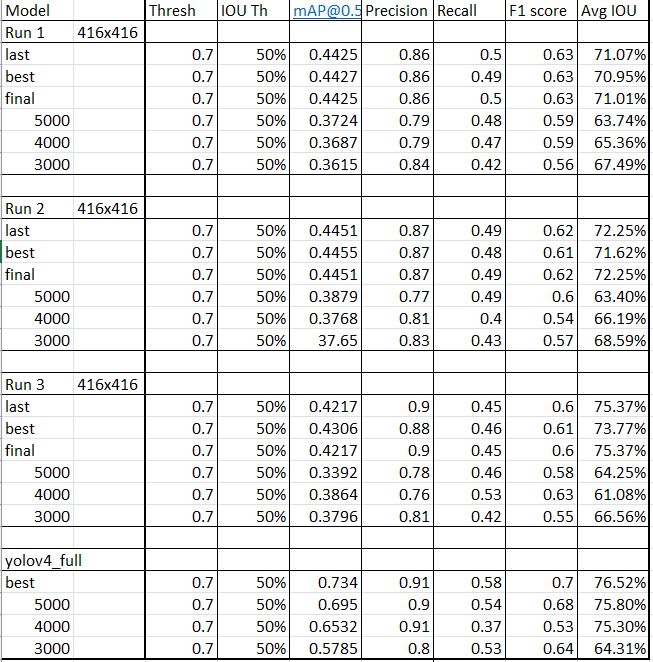 Model Thresh IOU Th mAP@0.5 Precision Recall F1 score Avg IOU
Run 1 416x416
last 0.7 50% 0.4425 0.86 0.5 0.63 71.07%
best 0.7 50% 0.4427 0.86 0.49 0.63 70.95%
final 0.7 50% 0.4425 0.86 0.5 0.63 71.01%
5000 0.7 50% 0.3724 0.79 0.48 0.59 63.74%
4000 0.7 50% 0.3687 0.79 0.47 0.59 65.36%
3000 0.7 50% 0.3615 0.84 0.42 0.56 67.49%
Run 2 416x416
last 0.7 50% 0.4451 0.87 0.49 0.62 72.25%
best 0.7 50% 0.4455 0.87 0.48 0.61 71.62%
final 0.7 50% 0.4451 0.87 0.49 0.62 72.25%
5000 0.7 50% 0.3879 0.77 0.49 0.6 63.40%
4000 0.7 50% 0.3768 0.81 0.4 0.54 66.19%
3000 0.7 50% 37.65 0.83 0.43 0.57 68.59%
Run 3 416x416
last 0.7 50% 0.4217 0.9 0.45 0.6 75.37%
best 0.7 50% 0.4306 0.88 0.46 0.61 73.77%
final 0.7 50% 0.4217 0.9 0.45 0.6 75.37%
5000 0.7 50% 0.3392 0.78 0.46 0.58 64.25%
4000 0.7 50% 0.3864 0.76 0.53 0.63 61.08%
3000 0.7 50% 0.3796 0.81 0.42 0.55 66.56%
yolov4_full
best 0.7 50% 0.734 0.91 0.58 0.7 76.52%
5000 0.7 50% 0.695 0.9 0.54 0.68 75.80%
4000 0.7 50% 0.6532 0.91 0.37 0.53 75.30%
3000 0.7 50% 0.5785 0.8 0.53 0.64 64.31%